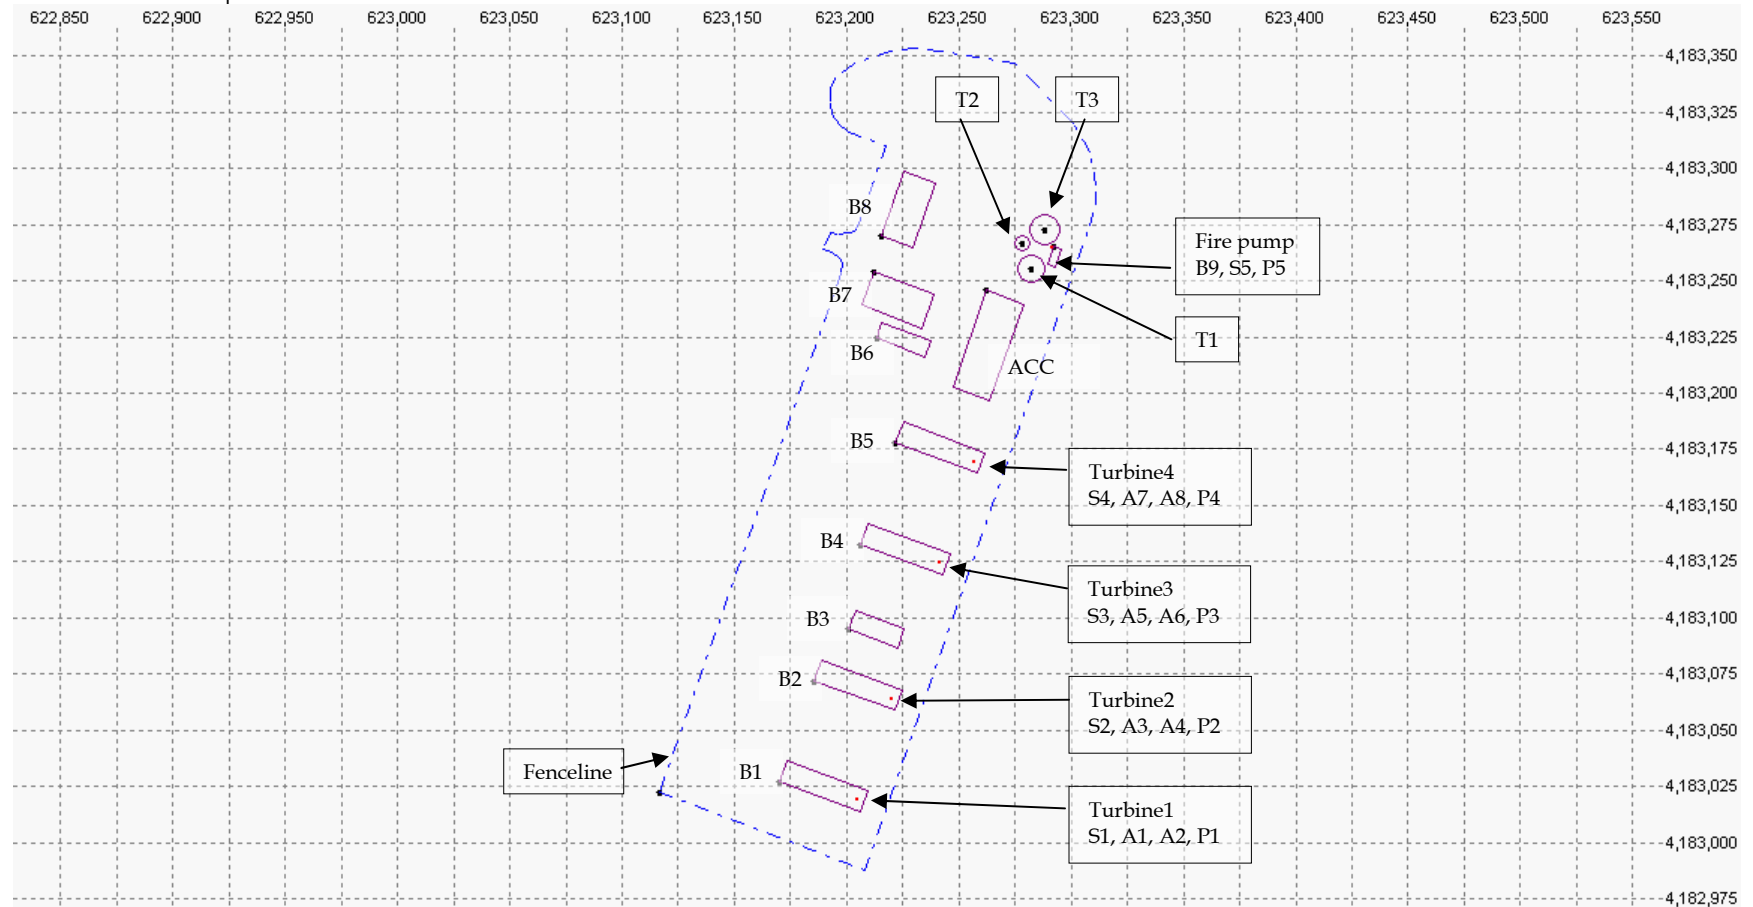 622,850 622,900 622,950 623,000 623,050 623,100 623,150 623,200 623,250 623,300 623,350 623,400 623,450 623,500 623,550
4,183,350
T2 T3
4,183,325
4,183,300
B8
4,183,275
Fire pump
B9, S5, P5
4,183,250
B7
T1
4,183,225
B6
ACC
4,183,200
B5
4,183,175
Turbine4
S4, A7, A8, P4
4,183,150
B4
4,183,125
Turbine3
S3, A5, A6, P3
4,183,100
B3
4,183,075
B2
Turbine2
S2, A3, A4, P2
4,183,050
Fenceline
B1
4,183,025
Turbine1
S1, A1, A2, P1
4,183,000
4,182,975